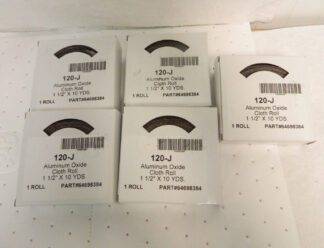 120-J
Aluminum Oxide
Cloth Roll
1 1/2" X 10 YDS.
1 ROLL PART#64698384
120-J
Aluminum Oxide
Cloth Roll
1 1/2" X 10 YDS.
1 ROLL PART#64698384
120-J
Aluminum Oxide
Cloth Roll
1 1/2" X 10 YDS.
1 ROLL PART#64698384
120-J
Aluminum Oxide
Cloth Roll
1 1/2" X 10 YDS.
1 ROLL PART#64698384
120-J
Aluminum Oxide
Cloth Roll
1 1/2" X 10 YDS.
1 ROLL PART#64698384